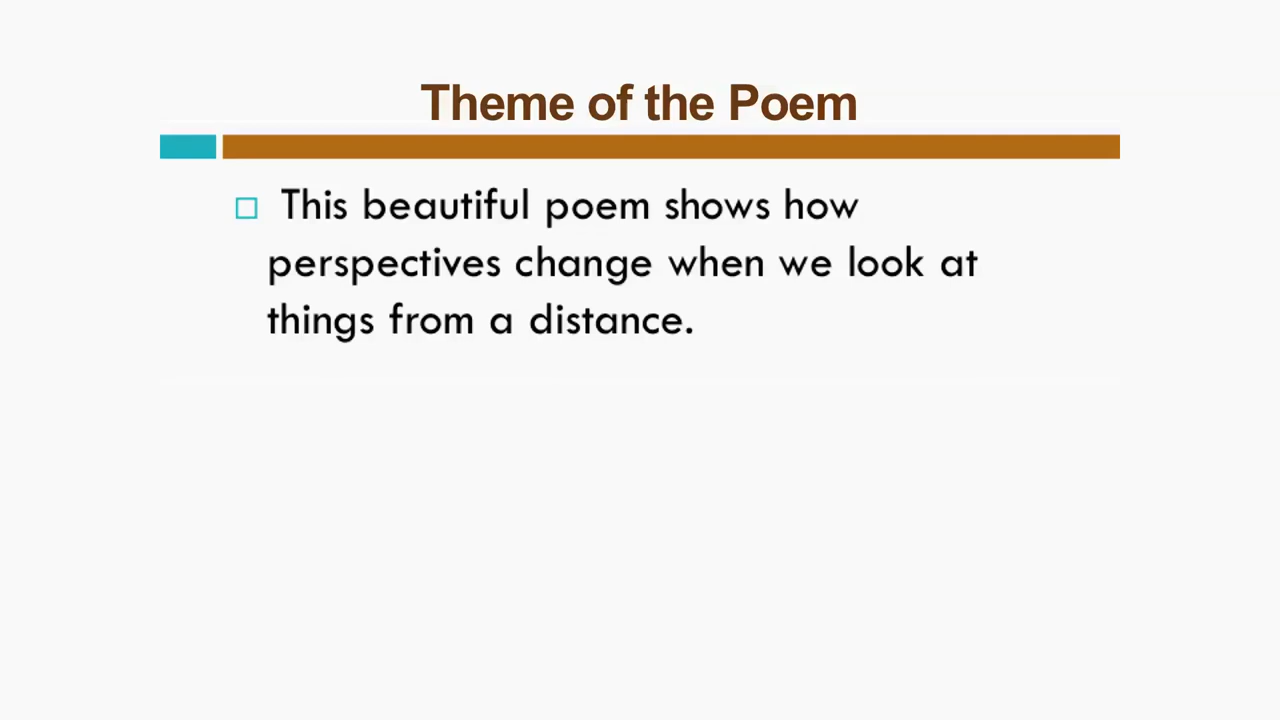 Theme of the Poem
This beautiful poem shows how
perspectives change when we look at
things from a distance.